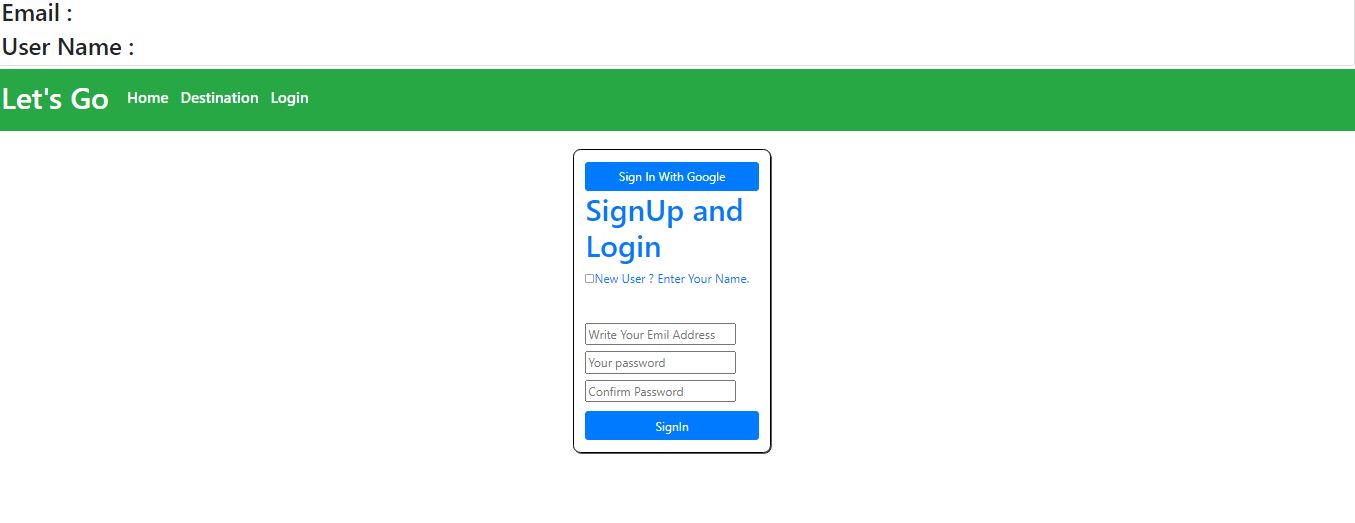 Email :
User Name :
Let's Go Home Destination Login
Sign In With Google
SignUp and
Login
New User ? Enter Your Name.
Write Your Emil Address
Your password
Confirm Password
SignIn